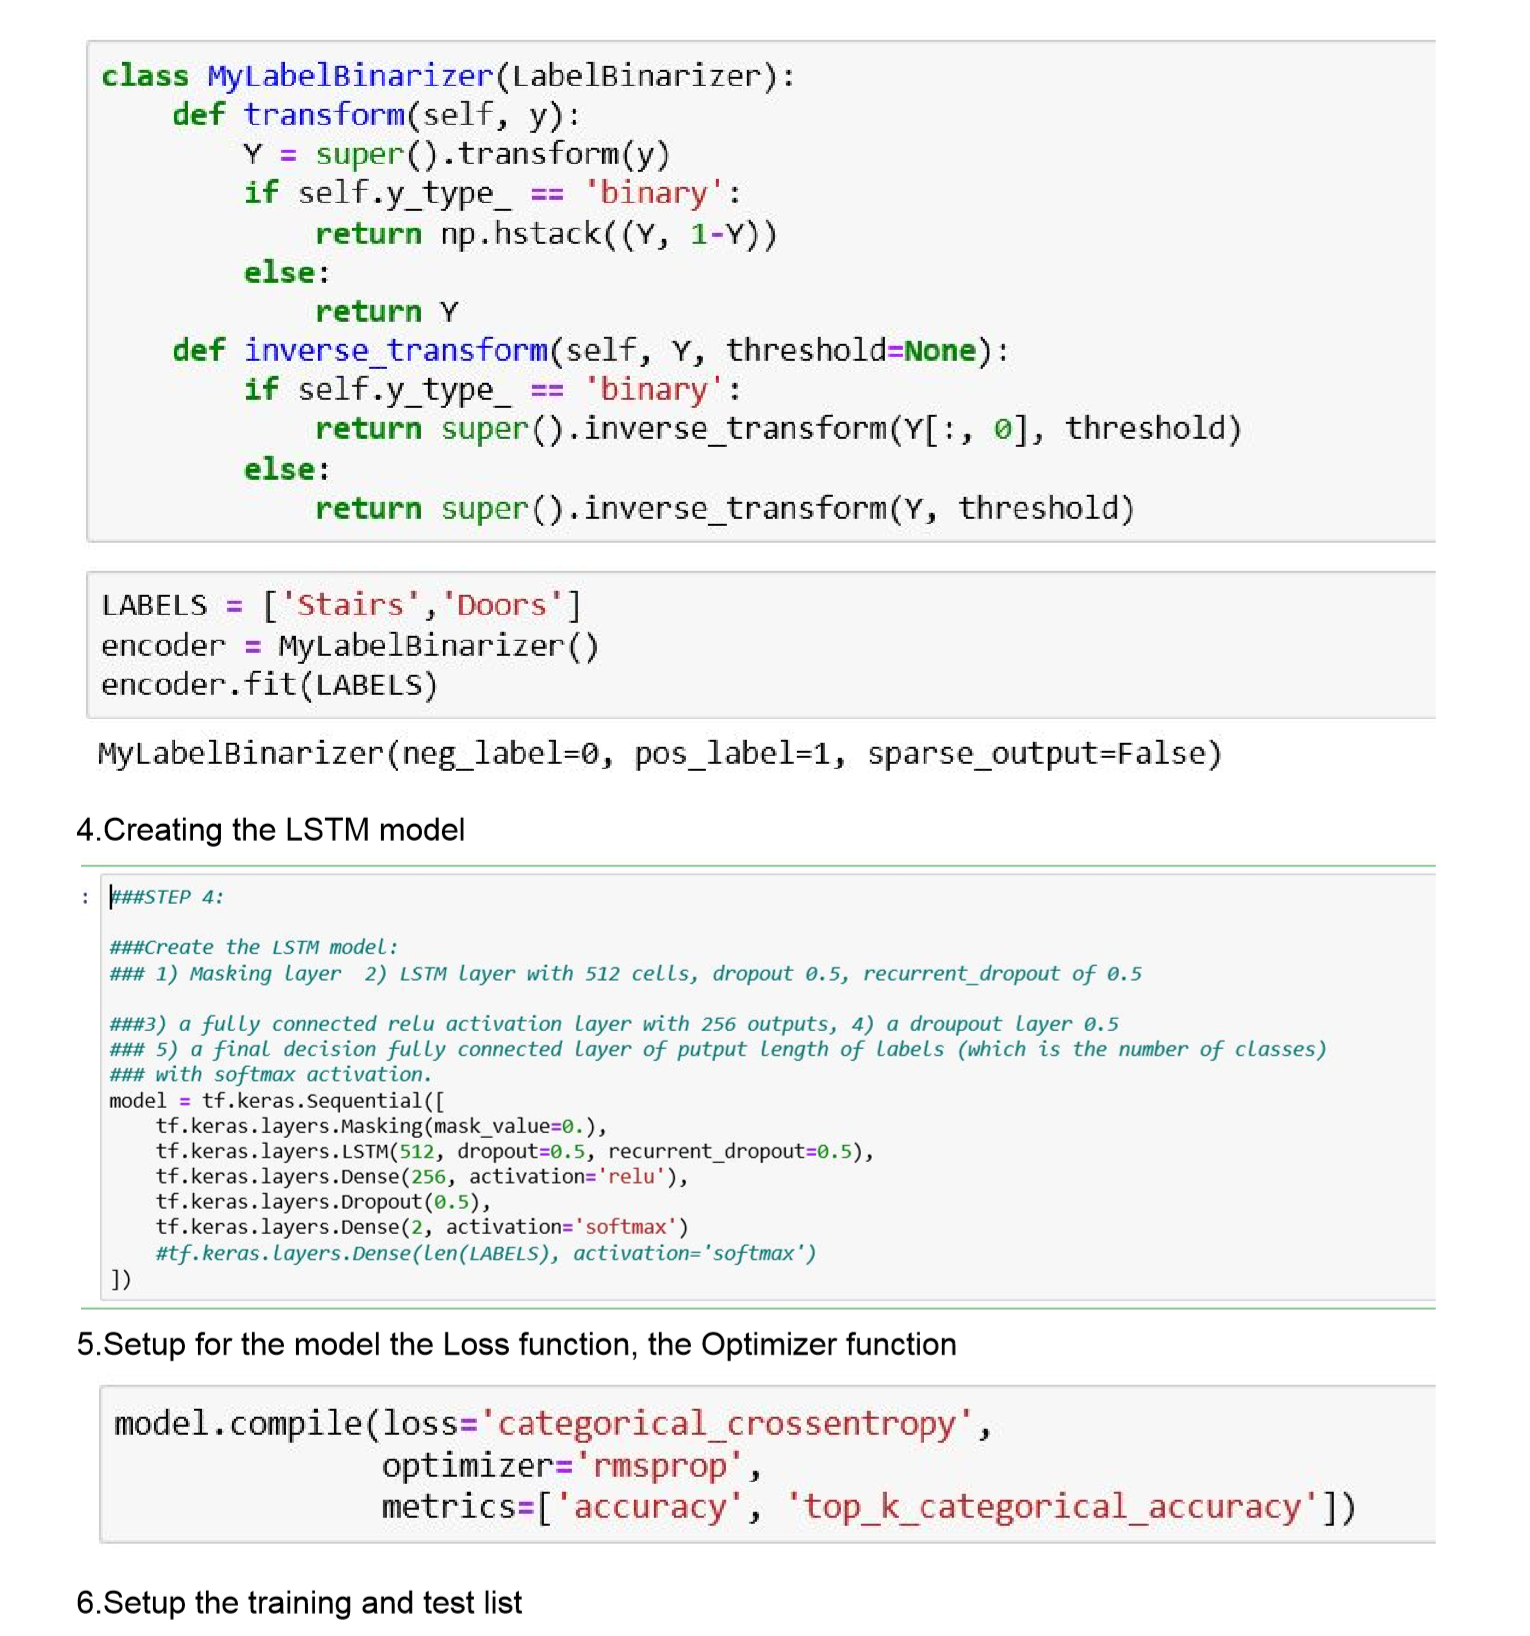 class MyLabelBinarizer(LabelBinarizer):
    def transform(self, y):
        Y = super().transform(y)
        if self.y_type_ == 'binary':
            return np.hstack((Y, 1-Y))
        else:
            return Y
    def inverse_transform(self, Y, threshold=None):
        if self.y_type_ == 'binary':
            return super().inverse_transform(Y[:, 0], threshold)
        else:
            return super().inverse_transform(Y, threshold)
LABELS = ['Stairs','Doors']
encoder = MyLabelBinarizer()
encoder.fit(LABELS)
MyLabelBinarizer(neg_label=0, pos_label=1, sparse_output=False)
4.Creating the LSTM model
: ###STEP 4:
###Create the LSTM model:
### 1) Masking layer  2) LSTM layer with 512 cells, dropout 0.5, recurrent_dropout of 0.5
###3) a fully connected relu activation layer with 256 outputs, 4) a droupout layer 0.5
### 5) a final decision fully connected layer of putput length of labels (which is the number of classes)
### with softmax activation.
model = tf.keras.Sequential([
    tf.keras.layers.Masking(mask_value=0.),
    tf.keras.layers.LSTM(512, dropout=0.5, recurrent_dropout=0.5),
    tf.keras.layers.Dense(256, activation='relu'),
    tf.keras.layers.Dropout(0.5),
    tf.keras.layers.Dense(2, activation='softmax')
    #tf.keras.layers.Dense(len(LABELS), activation='softmax')
])
5.Setup for the model the Loss function, the Optimizer function
model.compile(loss='categorical_crossentropy',
              optimizer='rmsprop',
              metrics=['accuracy', 'top_k_categorical_accuracy'])
6.Setup the training and test list